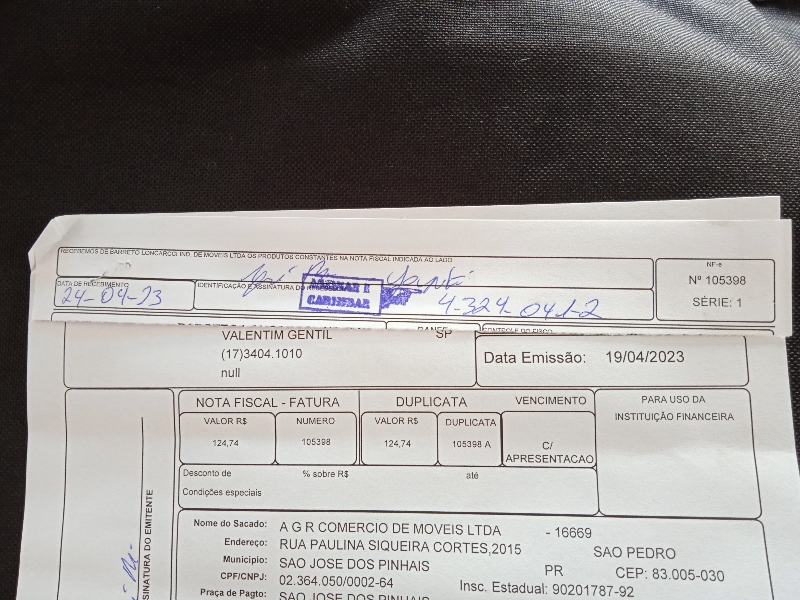 RECEBEMOS DE BARRETO LONCARCCI IND. DE MOVEIS LTDA OS PRODUTOS CONSTANTES NA NOTA FISCAL INDICADA AO LADO
NF-e
Nº 105398
SÉRIE: 1
DATA DE RECEBIMENTO
24-04-23
IDENTIFICAÇÃO E ASSINATURA DO
CARIMBAR
4-324-041-2
VALENTIM GENTIL
SP
(17)3404.1010
null
CONTROLE DO FISCO
Data Emissão: 19/04/2023
NOTA FISCAL - FATURA
DUPLICATA
VENCIMENTO
PARA USO DA
INSTITUIÇÃO FINANCEIRA
VALOR R$
NUMERO
VALOR R$
DUPLICATA
124,74
105398
124,74
105398 A
C/
APRESENTACAO
Desconto de % sobre R$ até
Condições especiais
ASSINATURA DO EMITENTE
Nome do Sacado: A G R COMERCIO DE MOVEIS LTDA - 16669
Endereço: RUA PAULINA SIQUEIRA CORTES,2015 SAO PEDRO
Municipio: SAO JOSE DOS PINHAIS PR CEP: 83.005-030
CPF/CNPJ: 02.364.050/0002-64 Insc. Estadual: 90201787-92
Praça de Pagto: SAO JOSE DOS PINHAIS